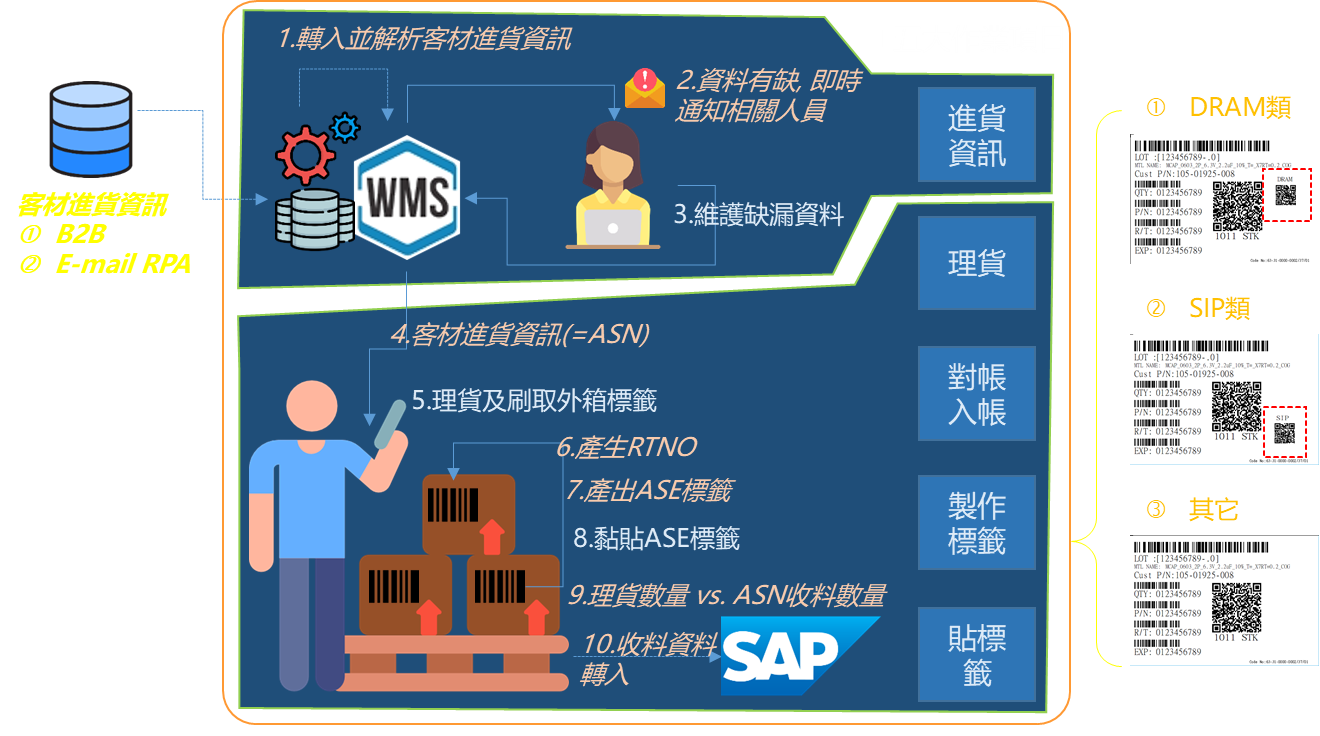 客材進貨資訊
① B2B
② E-mail RPA
1.轉入並解析客材進貨資訊
WMS
2.資料有缺, 即時
通知相關人員
3.維護缺漏資料
4.客材進貨資訊(=ASN)
5.理貨及刷取外箱標籤
6.產生RTNO
7.產出ASE標籤
8.黏貼ASE標籤
9.理貨數量 vs. ASN收料數量
10.收料資料
轉入
SAP
進貨
資訊
理貨
對帳
入帳
製作
標籤
貼標
籤
① DRAM類
LOT :[123456789-.0]
Cust P/N:105-01925-008
QTY: 0123456789
P/N: 0123456789
R/T: 0123456789
EXP: 0123456789
1011 STK
DRAM
② SIP類
LOT :[123456789-.0]
Cust P/N:105-01925-008
QTY: 0123456789
P/N: 0123456789
R/T: 0123456789
EXP: 0123456789
1011 STK
SIP
③ 其它
LOT :[123456789-.0]
Cust P/N:105-01925-008
QTY: 0123456789
P/N: 0123456789
R/T: 0123456789
EXP: 0123456789
1011 STK